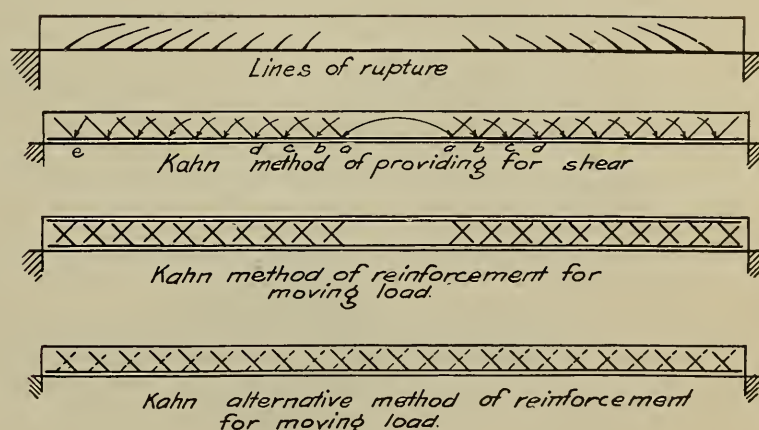 Lines of rupture
e d c b a a b c d
Kahn method of providing for shear
Kahn method of reinforcement for
moving load.
Kahn alternative method of reinforcement
for moving load.